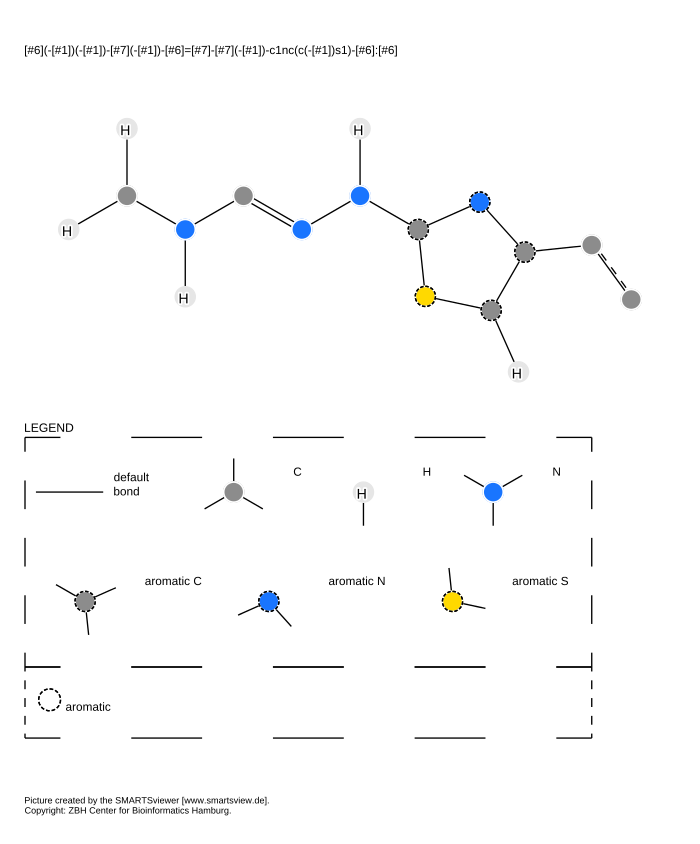 [#6](-[#1])(-[#1])-[#7](-[#1])-[#6]=[#7]-[#7](-[#1])-c1nc(c(-[#1])s1)-[#6]:[#6]
H
H
H
H
H
LEGEND
default
bond
C
H
H
N
aromatic C
aromatic N
aromatic S
aromatic
Picture created by the SMARTSviewer [www.smartsview.de].
Copyright: ZBH Center for Bioinformatics Hamburg.